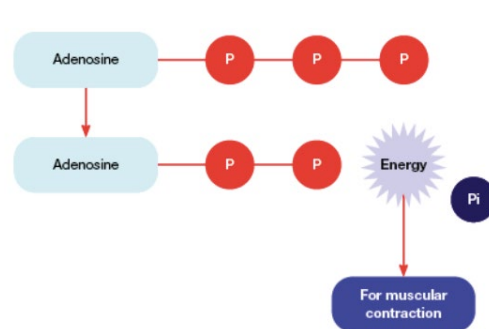 Adenosine P P P
Adenosine P P Energy
Pi
For muscular
contraction